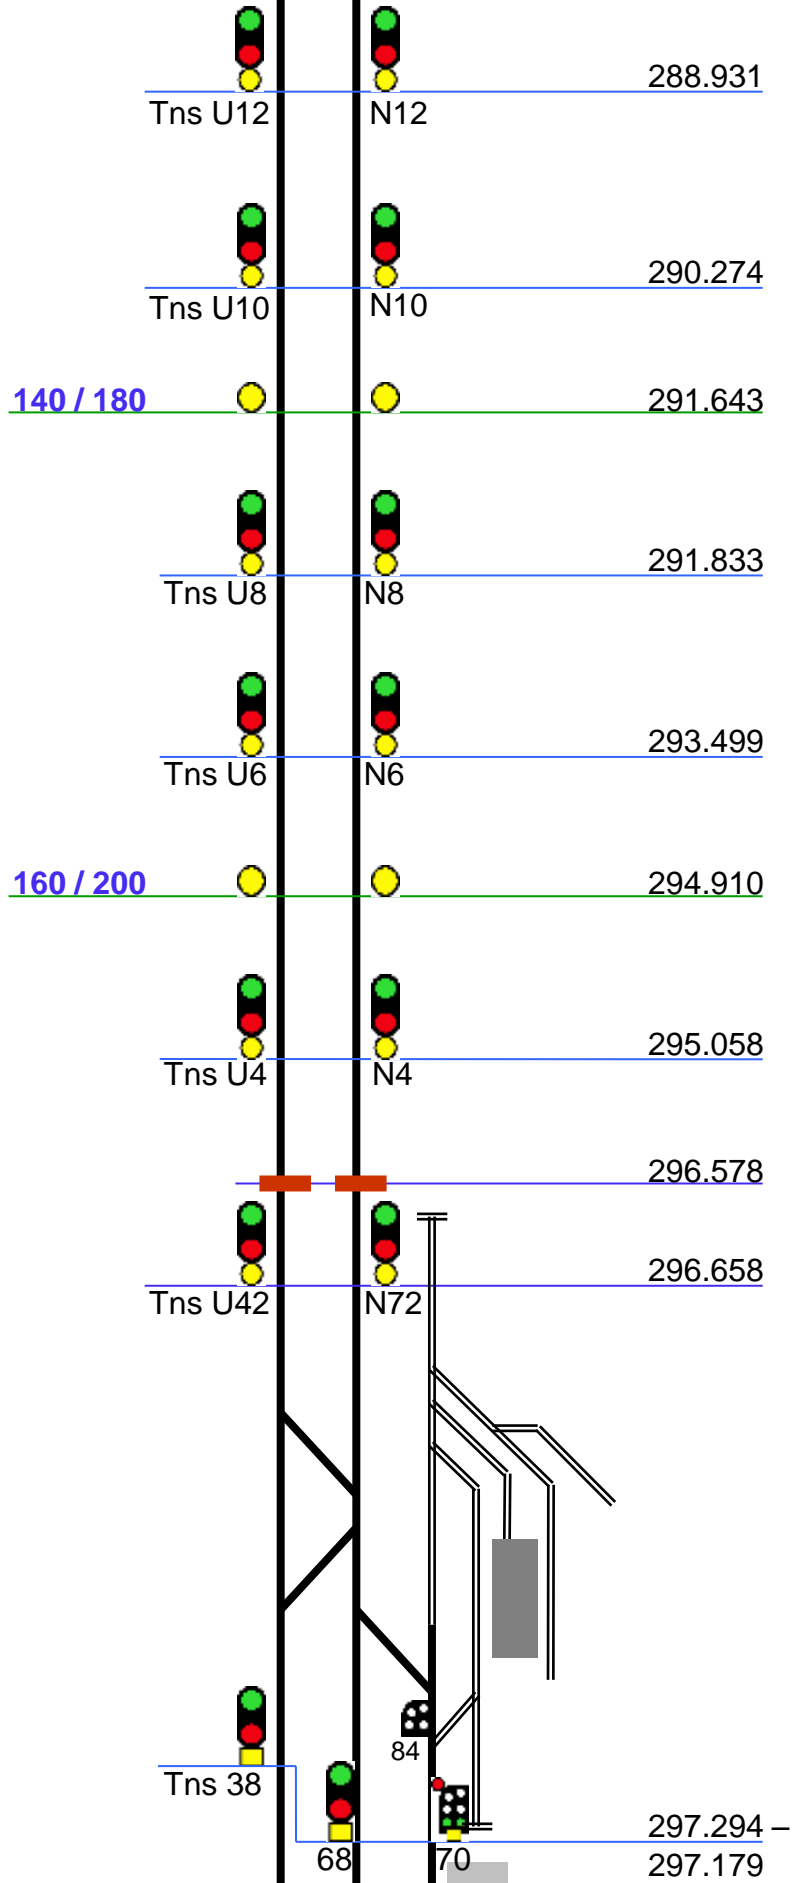 288.931
Tns U12 N12
290.274
Tns U10 N10
140 / 180 291.643
291.833
Tns U8 N8
293.499
Tns U6 N6
160 / 200 294.910
295.058
Tns U4 N4
296.578
296.658
Tns U42 N72
84
Tns 38
297.294 –
68 70 297.179